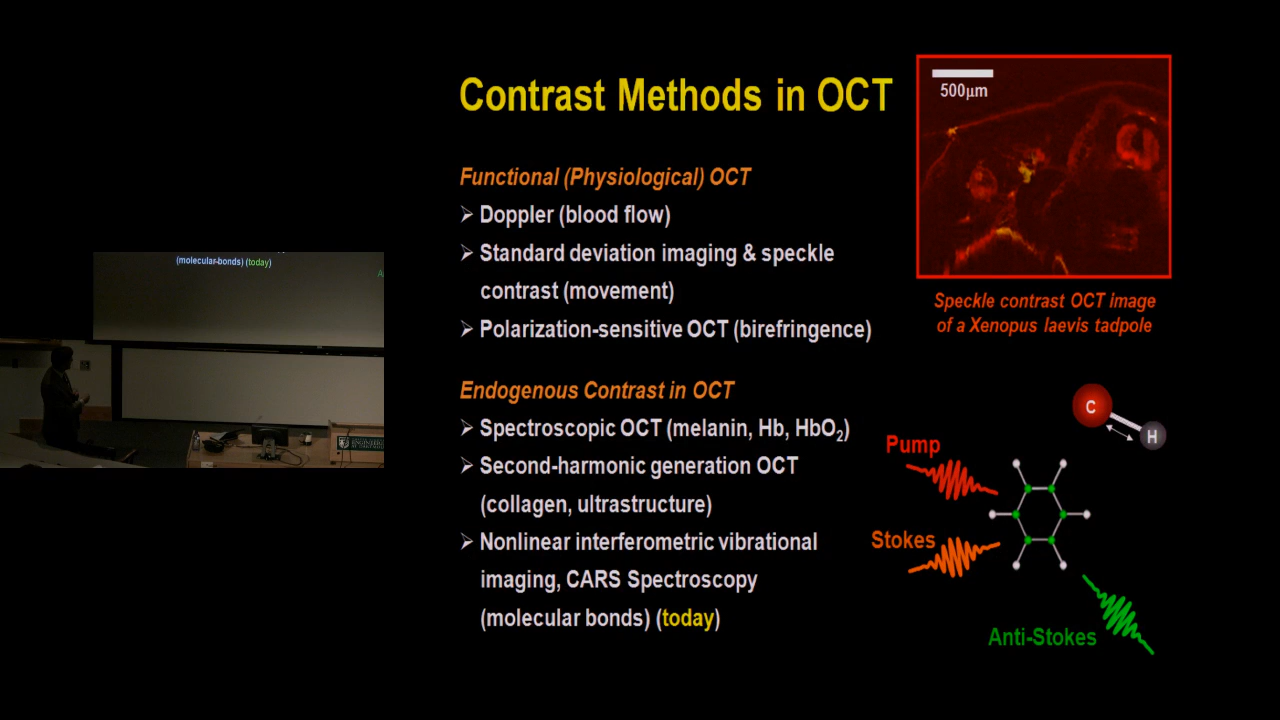 Contrast Methods in OCT
500μm
Functional (Physiological) OCT
➢ Doppler (blood flow)
➢ Standard deviation imaging & speckle
contrast (movement)
➢ Polarization-sensitive OCT (birefringence)
Speckle contrast OCT image
of a Xenopus laevis tadpole
Endogenous Contrast in OCT
➢ Spectroscopic OCT (melanin, Hb, HbO₂)
➢ Second-harmonic generation OCT
(collagen, ultrastructure)
➢ Nonlinear interferometric vibrational
imaging, CARS Spectroscopy
(molecular bonds) (today)
C
H
Pump
Stokes
Anti-Stokes
(molecular bonds) (today)
A